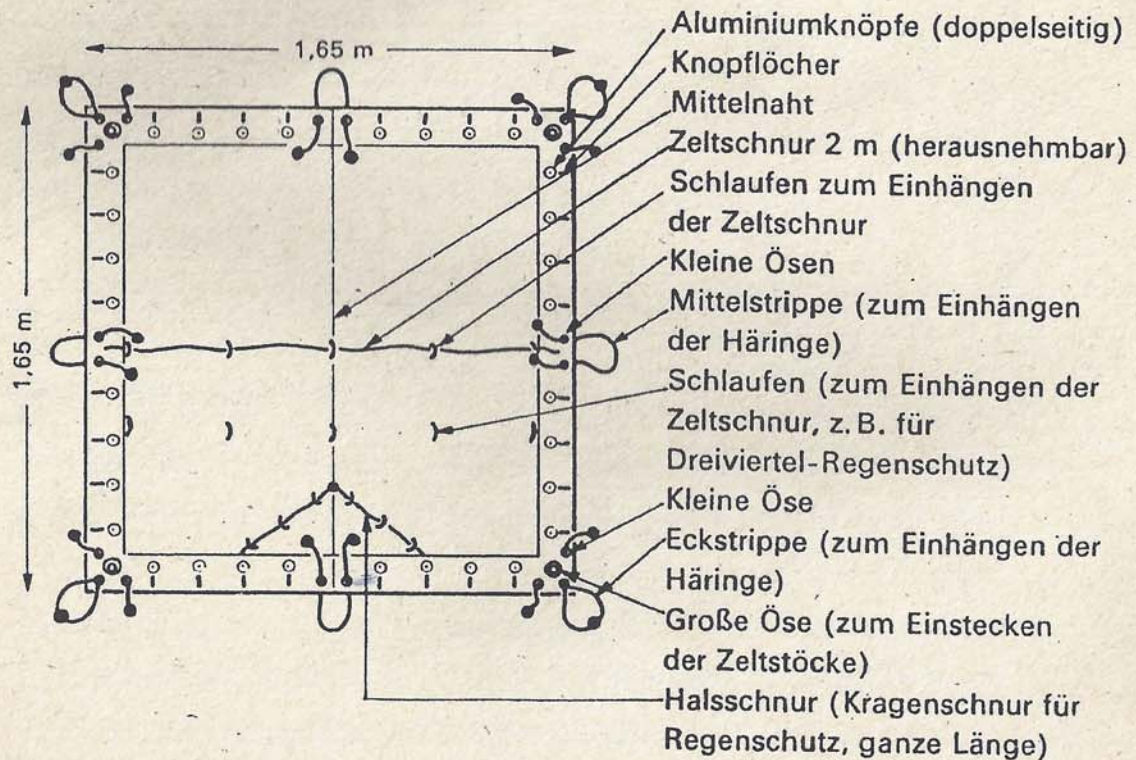 1,65 m
1,65 m
Aluminiumknöpfe (doppelseitig)
Knopflöcher
Mittelnaht
Zeltschnur 2 m (herausnehmbar)
Schlaufen zum Einhängen
der Zeltschnur
Kleine Ösen
Mittelstrippe (zum Einhängen
der Häringe)
Schlaufen (zum Einhängen der
Zeltschnur, z. B. für
Dreiviertel-Regenschutz)
Kleine Öse
Eckstrippe (zum Einhängen der
Häringe)
Große Öse (zum Einstecken
der Zeltstöcke)
Halsschnur (Kragenschnur für
Regenschutz, ganze Länge)